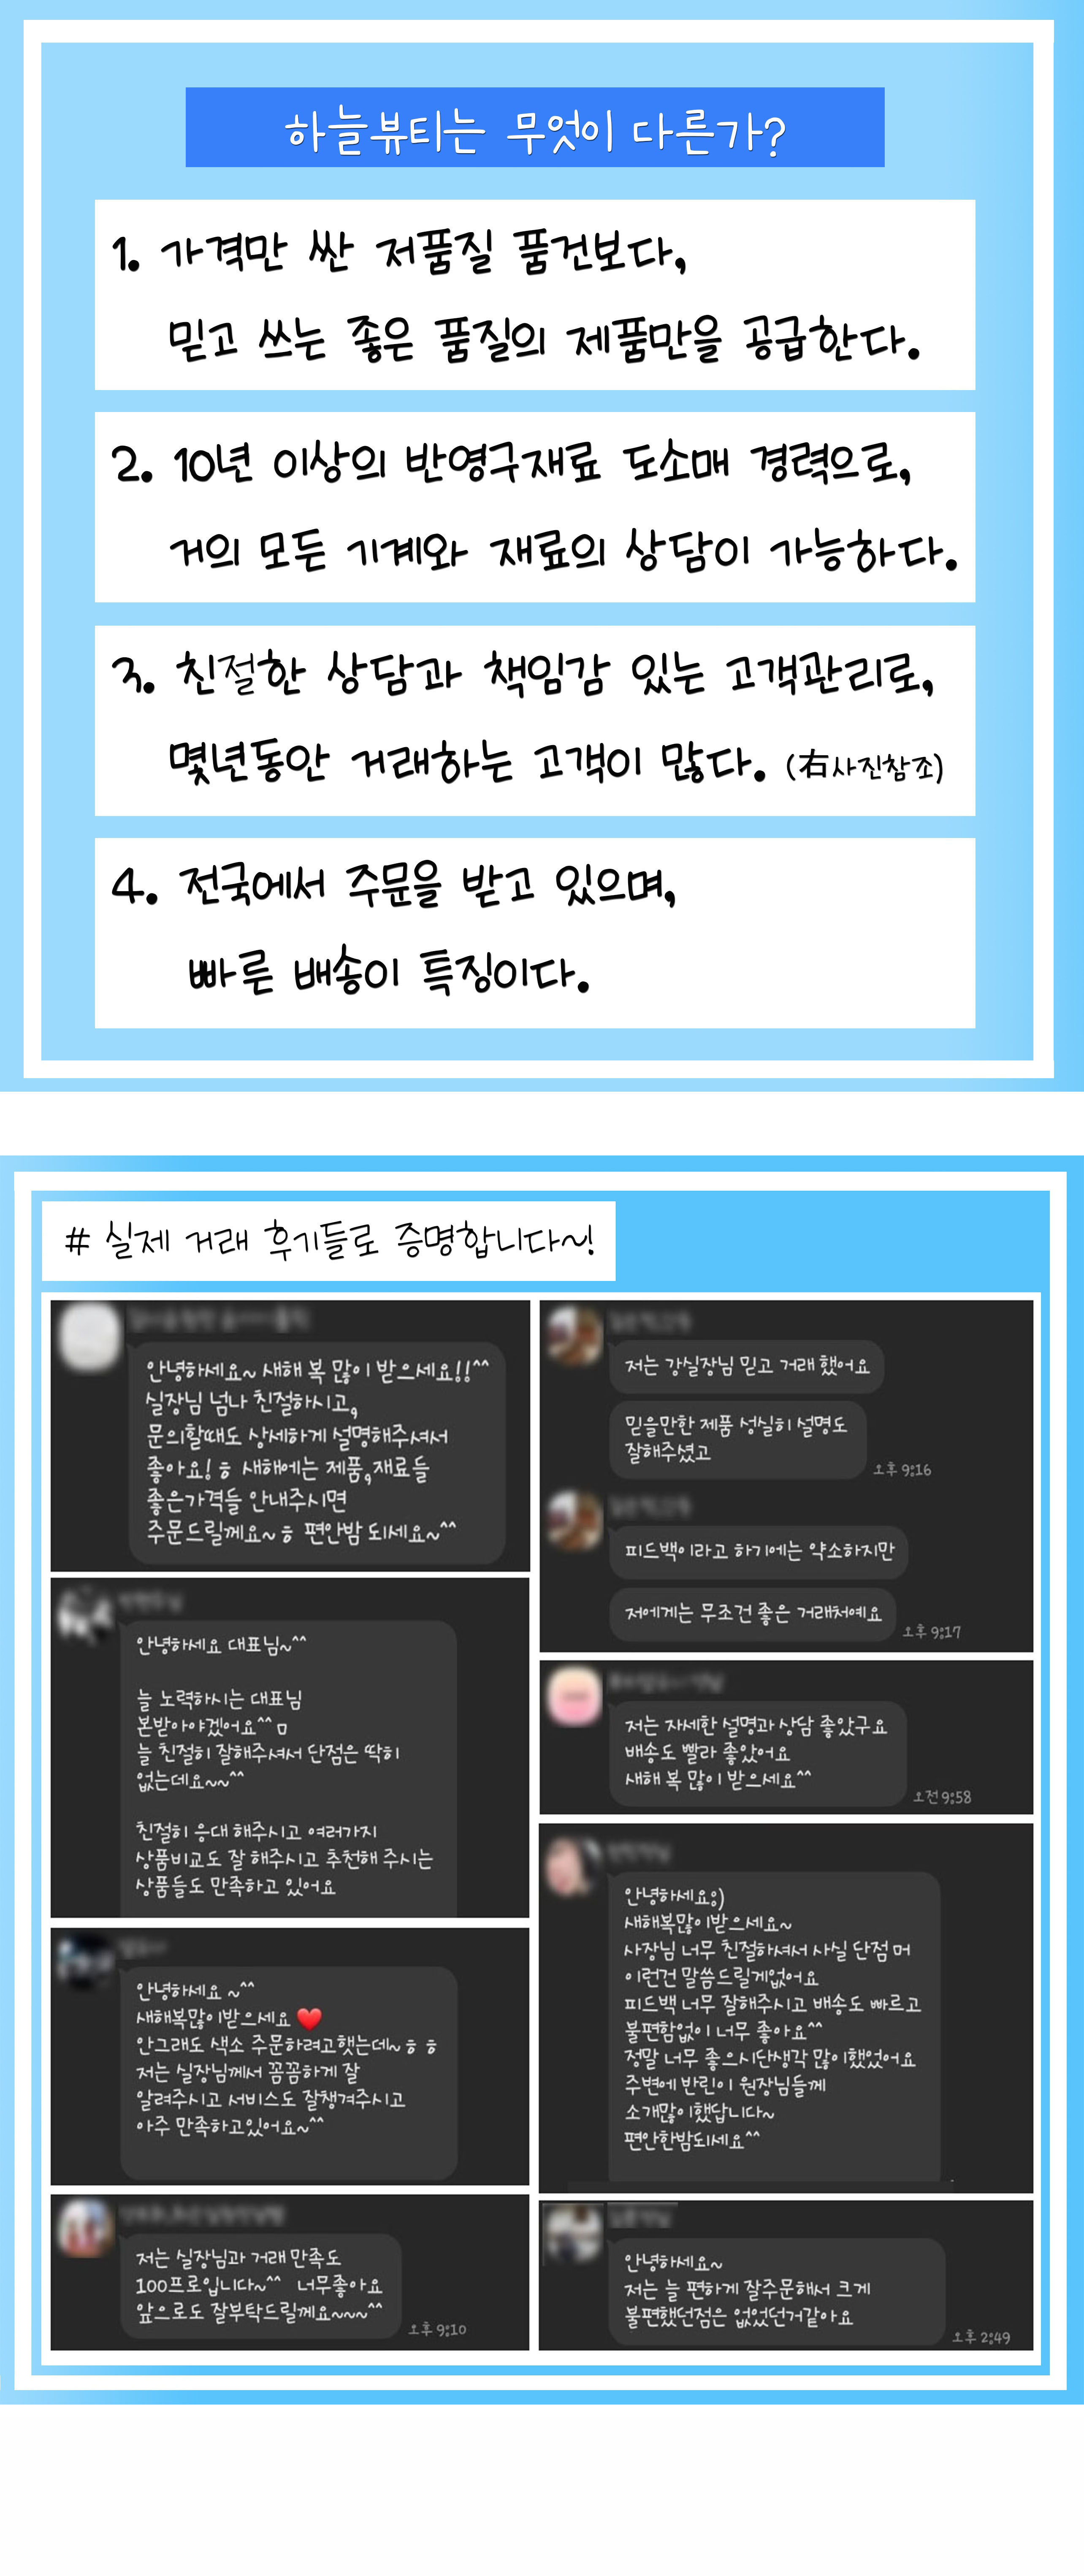 하늘뷰티는 무엇이 다른가?
1. 가격만 싼 저품질 품건보다,
믿고 쓰는 좋은 품질의 제품만을 공급한다.
2. 10년 이상의 반영구재료 도소매 경력으로,
거의 모든 기계와 재료의 상담이 가능하다.
3. 친절한 상담과 책임감 있는 고객관리로,
몇년동안 거래하는 고객이 많다. (右사진참조)
4. 전국에서 주문을 받고 있으며,
빠른 배송이 특징이다.
# 실제 거래 후기들로 증명합니다~!
안녕하세요~ 새해 복 많이 받으세요!!^^
실장님 넘나 친절하시고,
문의할때도 상세하게 설명해주셔서
좋아요! ㅎ 새해에는 제품,재료들
좋은가격들 안내주시면
주문드릴께요~ㅎ 편안밤 되세요~^^
안녕하세요 대표님~^^
늘 노력하시는 대표님
본받아야겠어요^^ㅁ
늘 친절히 잘해주셔서 단점은 딱히
없는데요~~^^
친절히 응대 해주시고 여러가지
상품비교도 잘 해주시고 추천해 주시는
상품들도 만족하고 있어요
안녕하세요 ~^^
새해복많이받으세요 ❤️
안그래도 색소 주문하려고햇는데~ㅎㅎ
저는 실장님께서 꼼꼼하게 잘
알려주시고 서비스도 잘챙겨주시고
아주 만족하고있어요~^^
저는 실장님과 거래 만족도
100프로입니다~^^ 너무좋아요
앞으로도 잘부탁드릴께요~~~^^
오후 9:10
저는 강실장님 믿고 거래 했어요
믿을만한 제품 성실히 설명도
잘해주셨고
오후 9:16
피드백이라고 하기에는 약소하지만
저에게는 무조건 좋은 거래처예요
오후 9:17
저는 자세한 설명과 상담 좋았구요
배송도 빨라 좋았어요
새해 복 많이 받으세요^^
오전 9:58
안녕하세요:)
새해복많이받으세요~
사장님 너무 친절하셔서 사실 단점 머
이런건 말씀드릴게없어요
피드백 너무 잘해주시고 배송도 빠르고
불편함없이 너무 좋아요^^
정말 너무 좋으시단생각 많이했었어요
주변에 반린이 원장님들께
소개많이했답니다~
편안한밤되세요^^
안녕하세요~
저는 늘 편하게 잘주문해서 크게
불편했던점은 없었던거같아요
오후 2:49